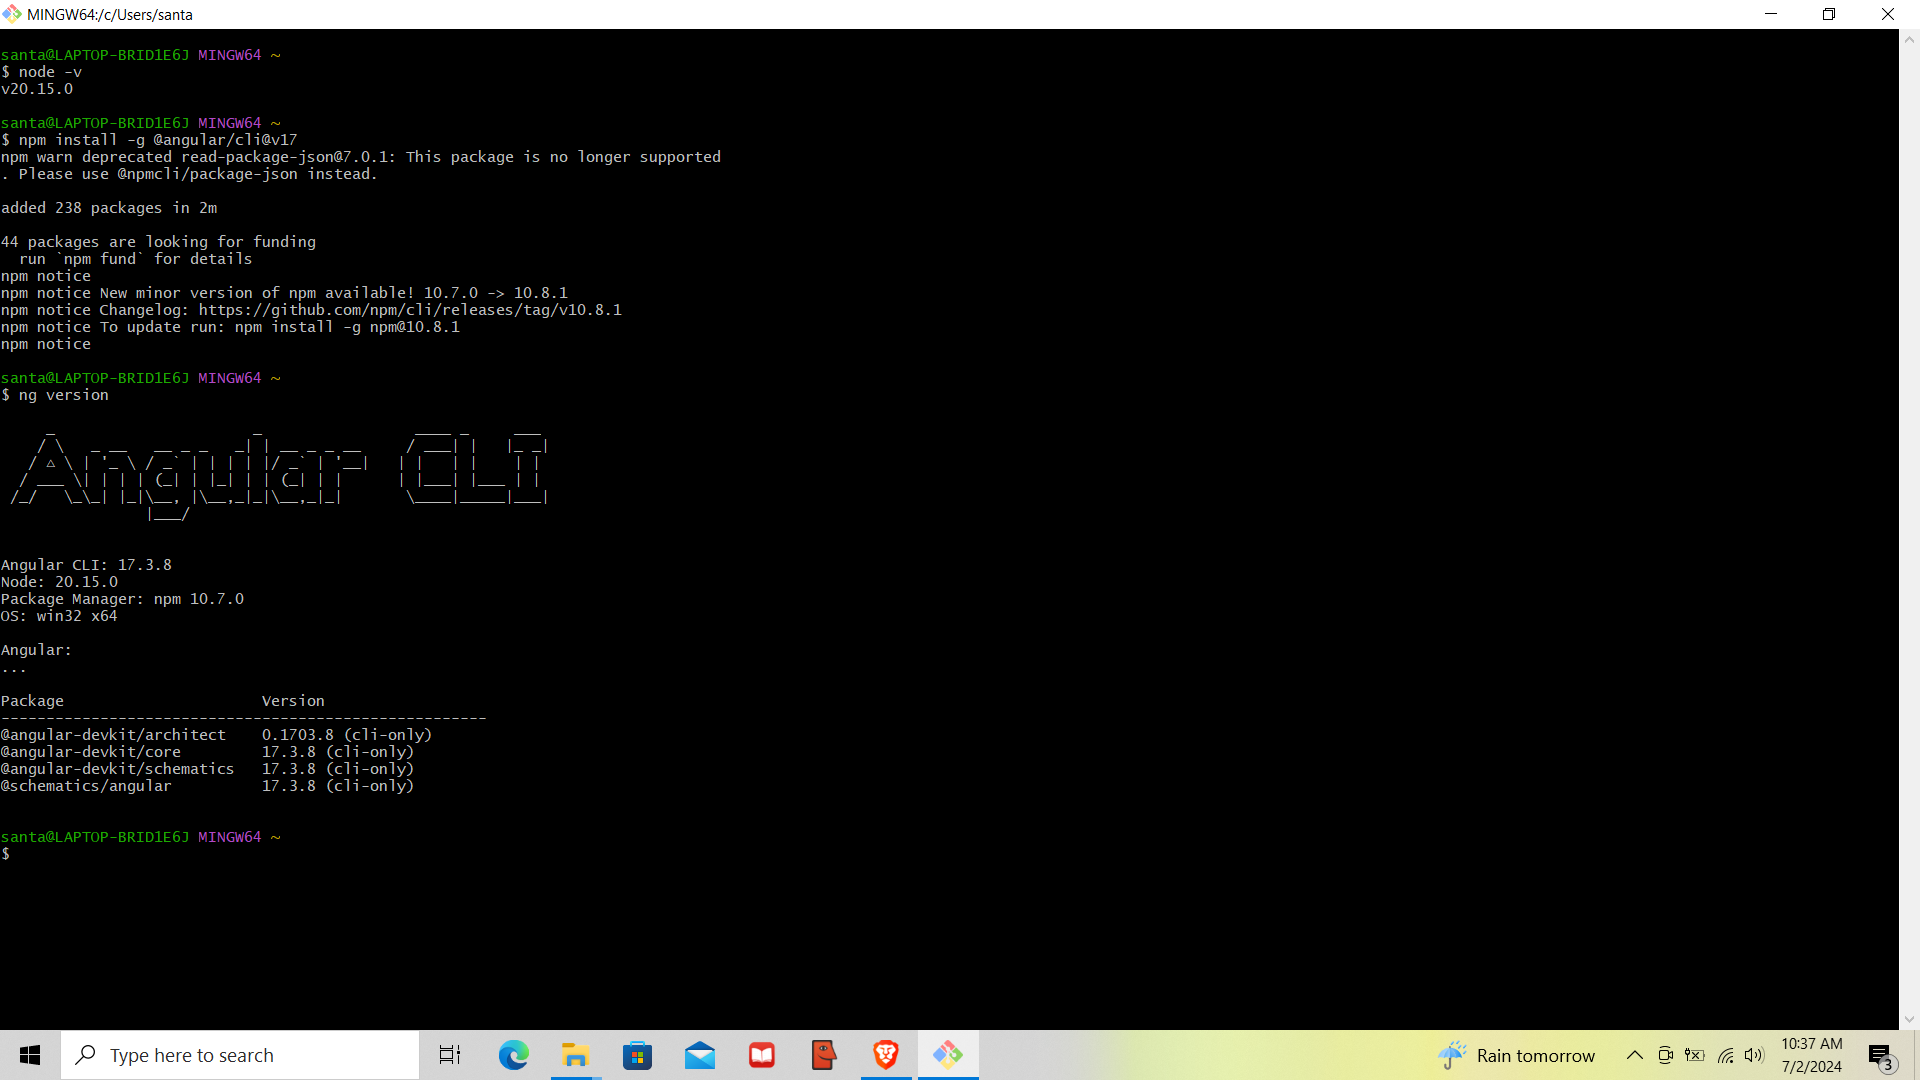 MINGW64:/c/Users/santa
santa@LAPTOP-BRID1E6J MINGW64 ~
$ node -v
v20.15.0
santa@LAPTOP-BRID1E6J MINGW64 ~
$ npm install -g @angular/cli@v17
npm warn deprecated read-package-json@7.0.1: This package is no longer supported
. Please use @npmcli/package-json instead.
added 238 packages in 2m
44 packages are looking for funding
run `npm fund` for details
npm notice
npm notice New minor version of npm available! 10.7.0 -> 10.8.1
npm notice Changelog: https://github.com/npm/cli/releases/tag/v10.8.1
npm notice To update run: npm install -g npm@10.8.1
npm notice
santa@LAPTOP-BRID1E6J MINGW64 ~
$ ng version
Angular CLI
Angular CLI: 17.3.8
Node: 20.15.0
Package Manager: npm 10.7.0
OS: win32 x64
Angular:
...
Package Version
------------------------------------------------------
@angular-devkit/architect 0.1703.8 (cli-only)
@angular-devkit/core 17.3.8 (cli-only)
@angular-devkit/schematics 17.3.8 (cli-only)
@schematics/angular 17.3.8 (cli-only)
santa@LAPTOP-BRID1E6J MINGW64 ~
$
Type here to search
Rain tomorrow
10:37 AM
7/2/2024
3